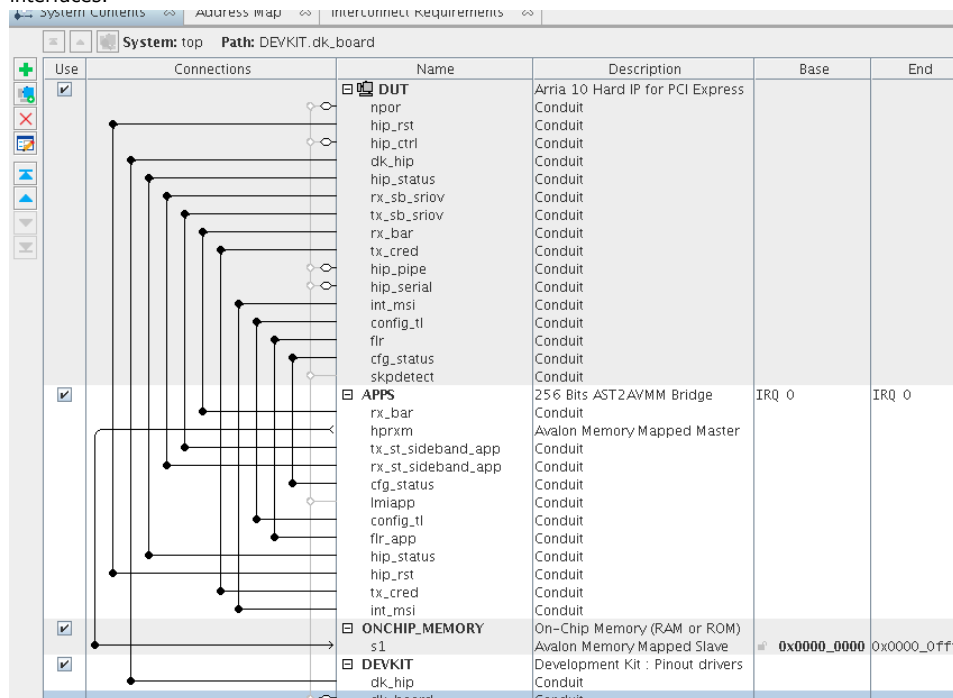 interfaces.
System Contents Address Map Interconnect Requirements
System: top Path: DEVKIT.dk_board
Use Connections Name Description Base End
DUT Arria 10 Hard IP for PCI Express
npor Conduit
hip_rst Conduit
hip_ctrl Conduit
dk_hip Conduit
hip_status Conduit
rx_sb_sriov Conduit
tx_sb_sriov Conduit
rx_bar Conduit
tx_cred Conduit
hip_pipe Conduit
hip_serial Conduit
int_msi Conduit
config_tl Conduit
flr Conduit
cfg_status Conduit
skpdetect Conduit
APPS 256 Bits AST2AVMM Bridge IRQ 0 IRQ 0
rx_bar Conduit
hprxm Avalon Memory Mapped Master
tx_st_sideband_app Conduit
rx_st_sideband_app Conduit
cfg_status Conduit
lmiapp Conduit
config_tl Conduit
flr_app Conduit
hip_status Conduit
hip_rst Conduit
tx_cred Conduit
int_msi Conduit
ONCHIP_MEMORY On-Chip Memory (RAM or ROM)
s1 Avalon Memory Mapped Slave 0x0000_0000 0x0000_0fff
DEVKIT Development Kit : Pinout drivers
dk_hip Conduit
dk_board Conduit